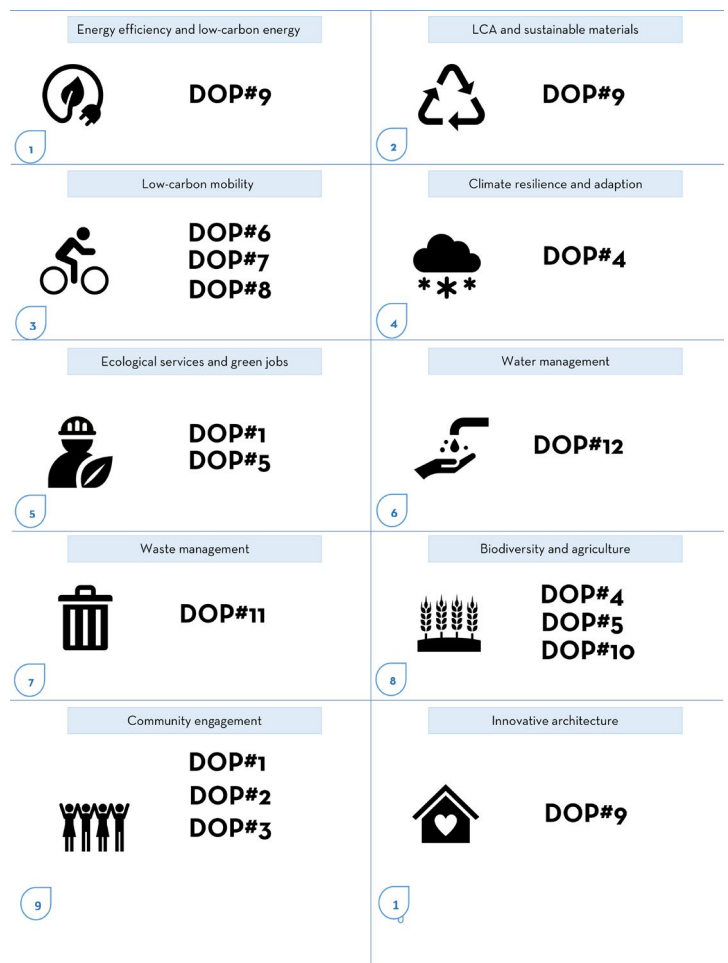 Energy efficiency and low-carbon energy
DOP#9
1
LCA and sustainable materials
DOP#9
2
Low-carbon mobility
DOP#6
DOP#7
DOP#8
3
Climate resilience and adaption
DOP#4
4
Ecological services and green jobs
DOP#1
DOP#5
5
Water management
DOP#12
6
Waste management
DOP#11
7
Biodiversity and agriculture
DOP#4
DOP#5
DOP#10
8
Community engagement
DOP#1
DOP#2
DOP#3
9
Innovative architecture
DOP#9
1
0